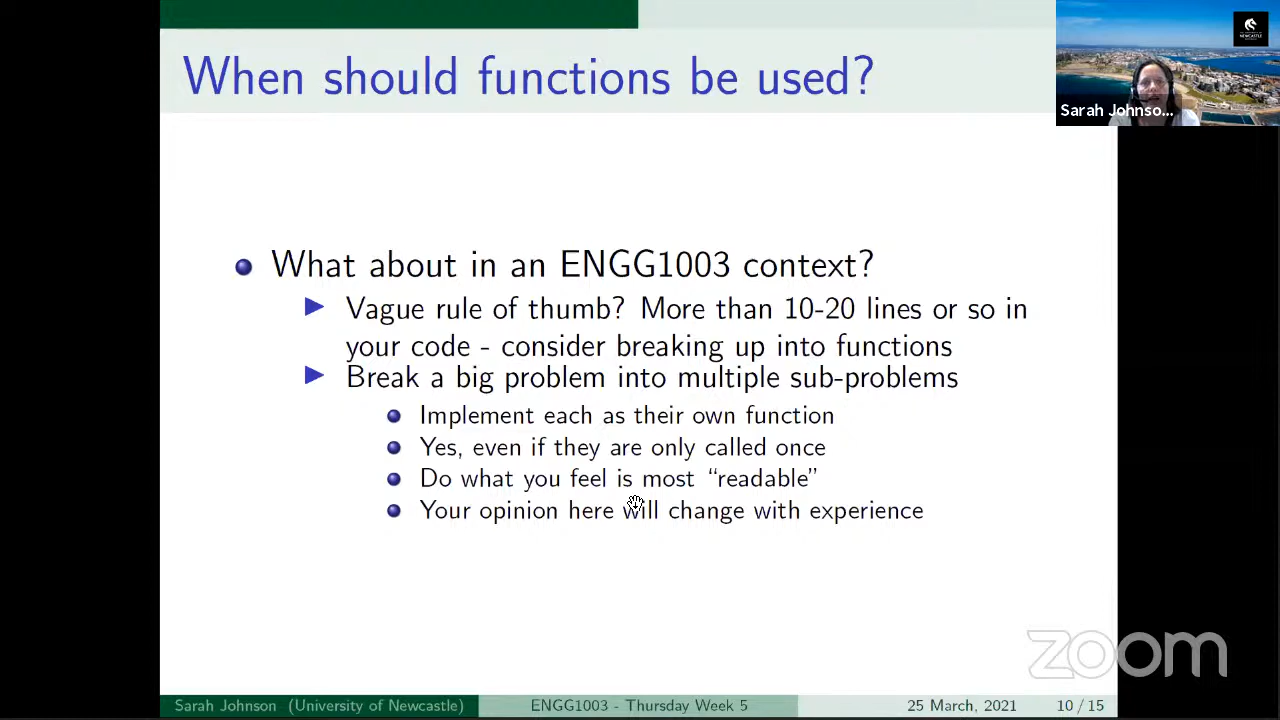 When should functions be used?
Sarah Johnso...
What about in an ENGG1003 context?
Vague rule of thumb? More than 10-20 lines or so in
your code - consider breaking up into functions
Break a big problem into multiple sub-problems
Implement each as their own function
Yes, even if they are only called once
Do what you feel is most “readable”
Your opinion here will change with experience
zoom
Sarah Johnson (University of Newcastle)
ENGG1003 - Thursday Week 5
25 March, 2021
10 / 15